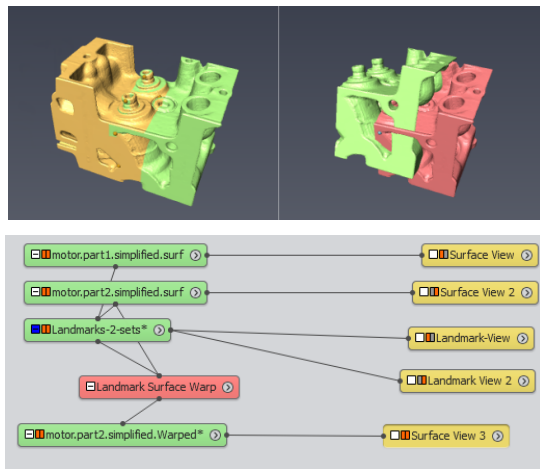 motor.part1.simplified.surf
Surface View
motor.part2.simplified.surf
Surface View 2
Landmarks-2-sets*
Landmark-View
Landmark View 2
Landmark Surface Warp
motor.part2.simplified.Warped*
Surface View 3